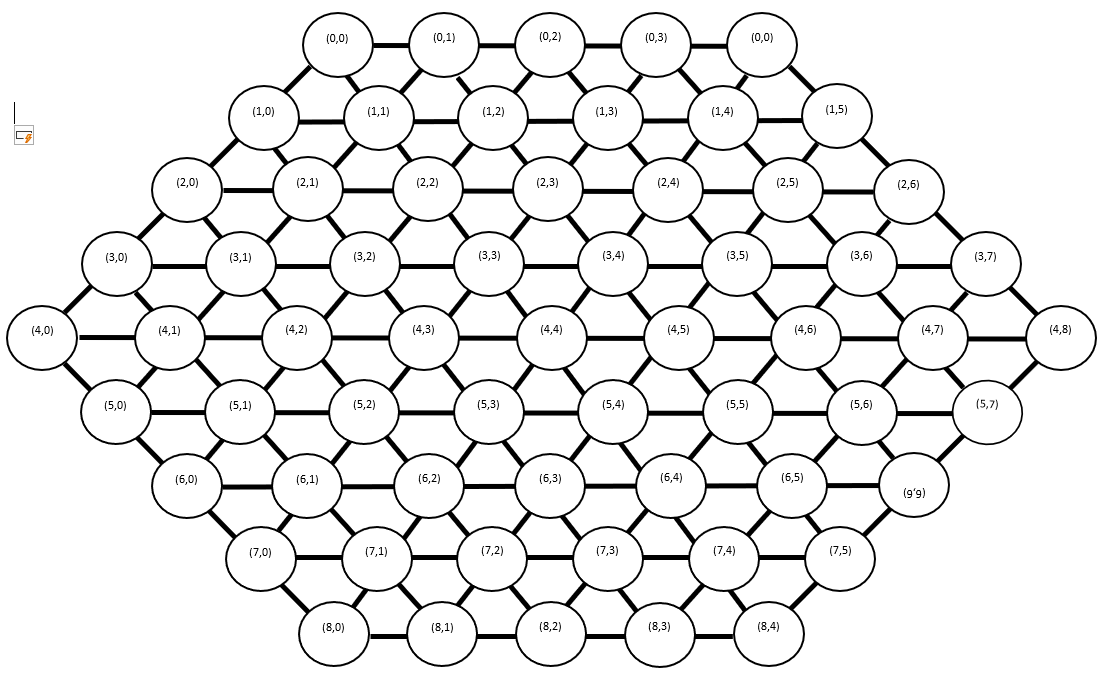 (0,0) (0,1) (0,2) (0,3) (0,0)
(1,0) (1,1) (1,2) (1,3) (1,4) (1,5)
(2,0) (2,1) (2,2) (2,3) (2,4) (2,5) (2,6)
(3,0) (3,1) (3,2) (3,3) (3,4) (3,5) (3,6) (3,7)
(4,0) (4,1) (4,2) (4,3) (4,4) (4,5) (4,6) (4,7) (4,8)
(5,0) (5,1) (5,2) (5,3) (5,4) (5,5) (5,6) (5,7)
(6,0) (6,1) (6,2) (6,3) (6,4) (6,5) (6,6)
(7,0) (7,1) (7,2) (7,3) (7,4) (7,5)
(8,0) (8,1) (8,2) (8,3) (8,4)